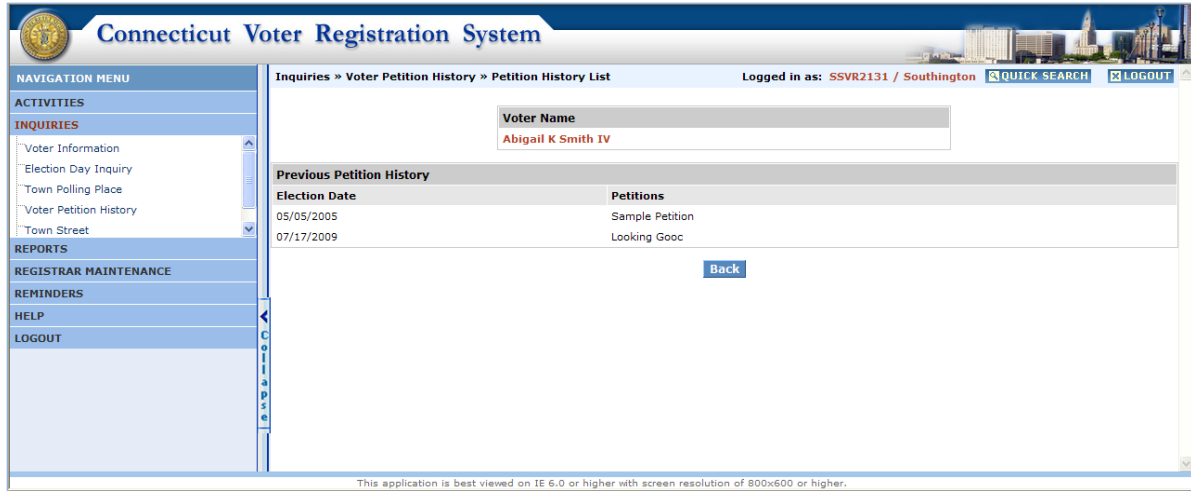 Connecticut Voter Registration System
NAVIGATION MENU
ACTIVITIES
INQUIRIES
Voter Information
Election Day Inquiry
Town Polling Place
Voter Petition History
Town Street
REPORTS
REGISTRAR MAINTENANCE
REMINDERS
HELP
LOGOUT
Collapse
Inquiries » Voter Petition History » Petition History List Logged in as: SSVR2131 / Southington QUICK SEARCH LOGOUT
Voter Name
Abigail K Smith IV
Previous Petition History
Election Date Petitions
05/05/2005 Sample Petition
07/17/2009 Looking Gooc
Back
This application is best viewed on IE 6.0 or higher with screen resolution of 800x600 or higher.